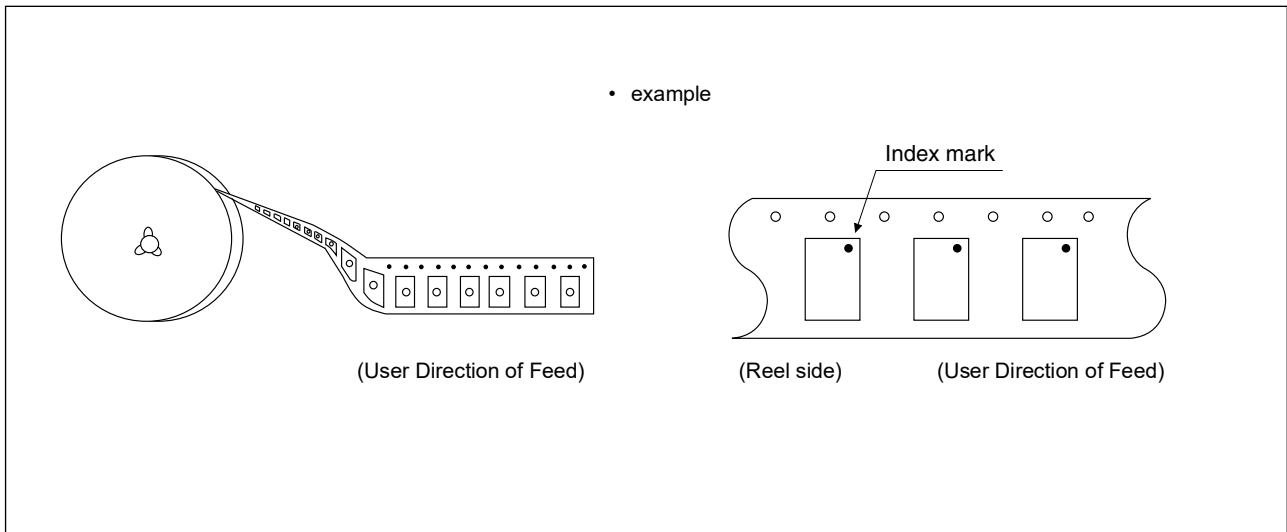 • example
Index mark
(User Direction of Feed)
(Reel side)
(User Direction of Feed)